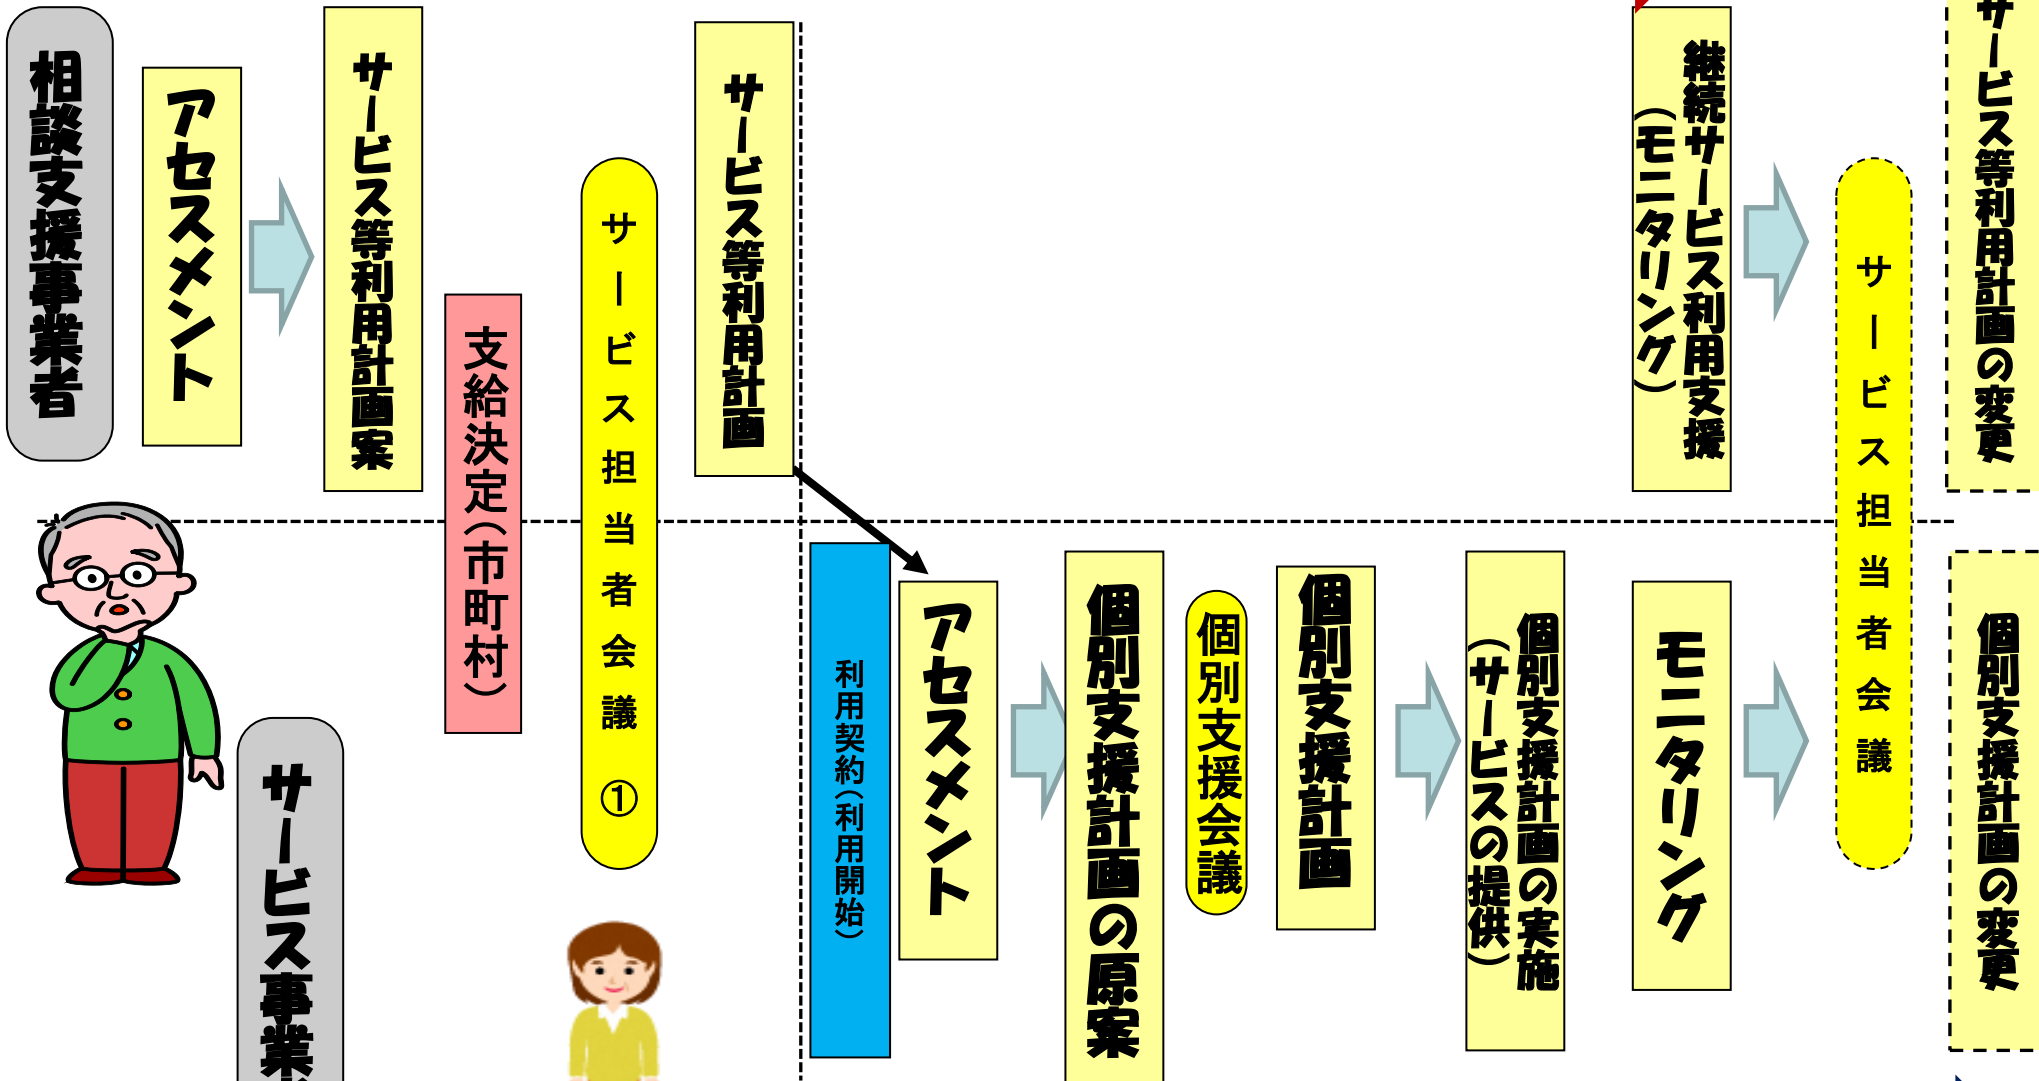 相談支援事業者
アセスメント
サービス等利用計画案
支給決定（市町村）
サービス担当者会議　①
サービス等利用計画
継続サービス利用支援
（モニタリング）
サービス担当者会議
サービス等利用計画の変更
サービス事業
利用契約（利用開始）
アセスメント
個別支援計画の原案
個別支援会議
個別支援計画
個別支援計画の実施
（サービスの提供）
モニタリング
個別支援計画の変更